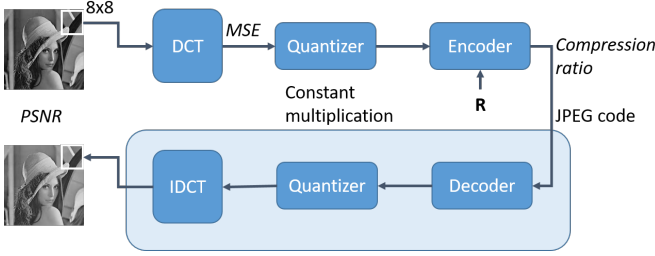 8x8
DCT
MSE
Quantizer
Encoder
Compression
ratio
Constant
multiplication
R
PSNR
JPEG code
IDCT
Quantizer
Decoder